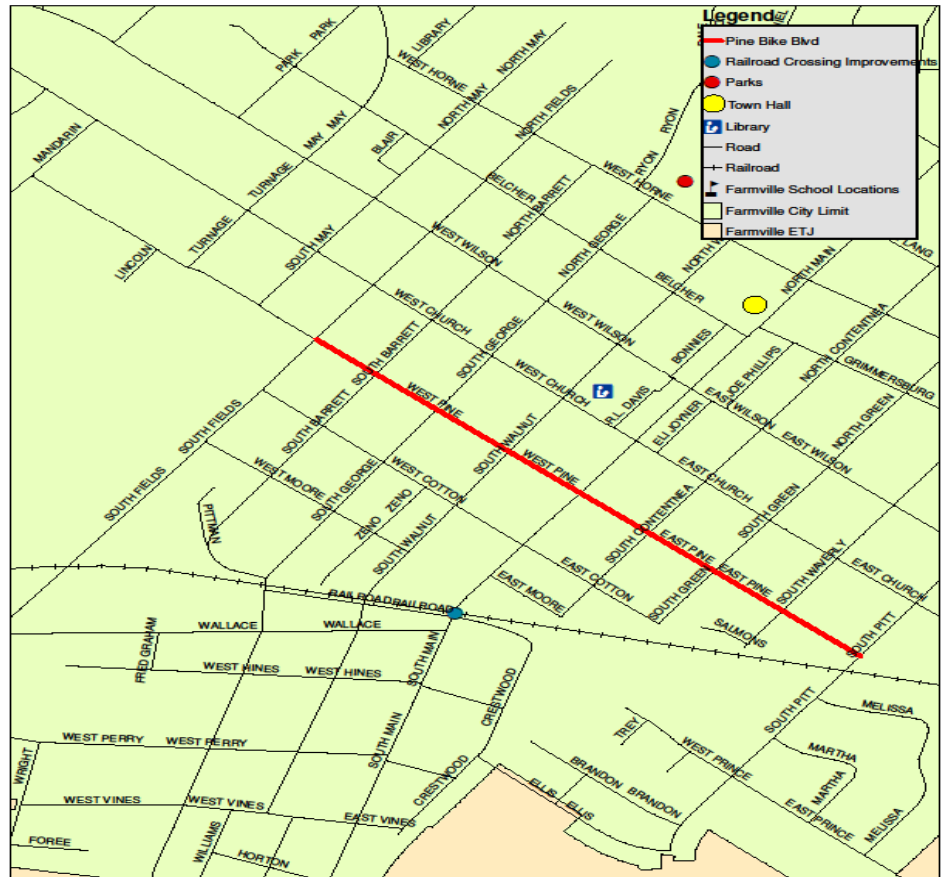 Legend
Pine Bike Blvd
Railroad Crossing Improvements
Parks
Town Hall
Library
Road
Railroad
Farmville School Locations
Farmville City Limit
Farmville ETJ
PARK
PARK
LIBRARY
NORTH MAY
WEST HORNE
NORTH MAY
NORTH FIELDS
RYON
RYON
MANDARIN
MAY
MAY
BLAIR
TURNAGE
TURNAGE
BELCHER
WEST HORNE
NORTH BARRETT
NORTH GEORGE
LINCOLN
SOUTH MAY
WEST WILSON
LANG
NORTH MAIN
BELCHER
WEST CHURCH
WEST WILSON
NORTH CONTENTNEA
SOUTH BARRETT
SOUTH GEORGE
BONNIES
JOE PHILLIPS
GRIMMERSBURG
WEST CHURCH
R.L. DAVIS
EAST WILSON
WEST PINE
ELI JOYNER
NORTH GREEN
SOUTH FIELDS
SOUTH BARRETT
SOUTH WALNUT
EAST WILSON
WEST MOORE
WEST COTTON
WEST PINE
EAST CHURCH
SOUTH FIELDS
SOUTH GEORGE
SOUTH GREEN
PITTMAN
ZENO
ZENO
SOUTH CONTENTNEA
SOUTH WALNUT
EAST PINE
EAST PINE
SOUTH WAVERLY
EAST CHURCH
EAST MOORE
EAST COTTON
SOUTH GREEN
RAILROAD
RAILROAD
SALMONS
SOUTH PITT
WALLACE
WALLACE
FRED GRAHAM
WEST HINES
WEST HINES
SOUTH MAIN
CRESTWOOD
SOUTH PITT
MELISSA
WEST PERRY
WEST PERRY
SOUTH MAIN
TREY
WEST PRINCE
MARTHA
WRIGHT
CRESTWOOD
BRANDON
BRANDON
MARTHA
WEST VINES
WEST VINES
EAST VINES
ELLIS
ELLIS
EAST PRINCE
MELISSA
FOREE
WILLIAMS
HORTON